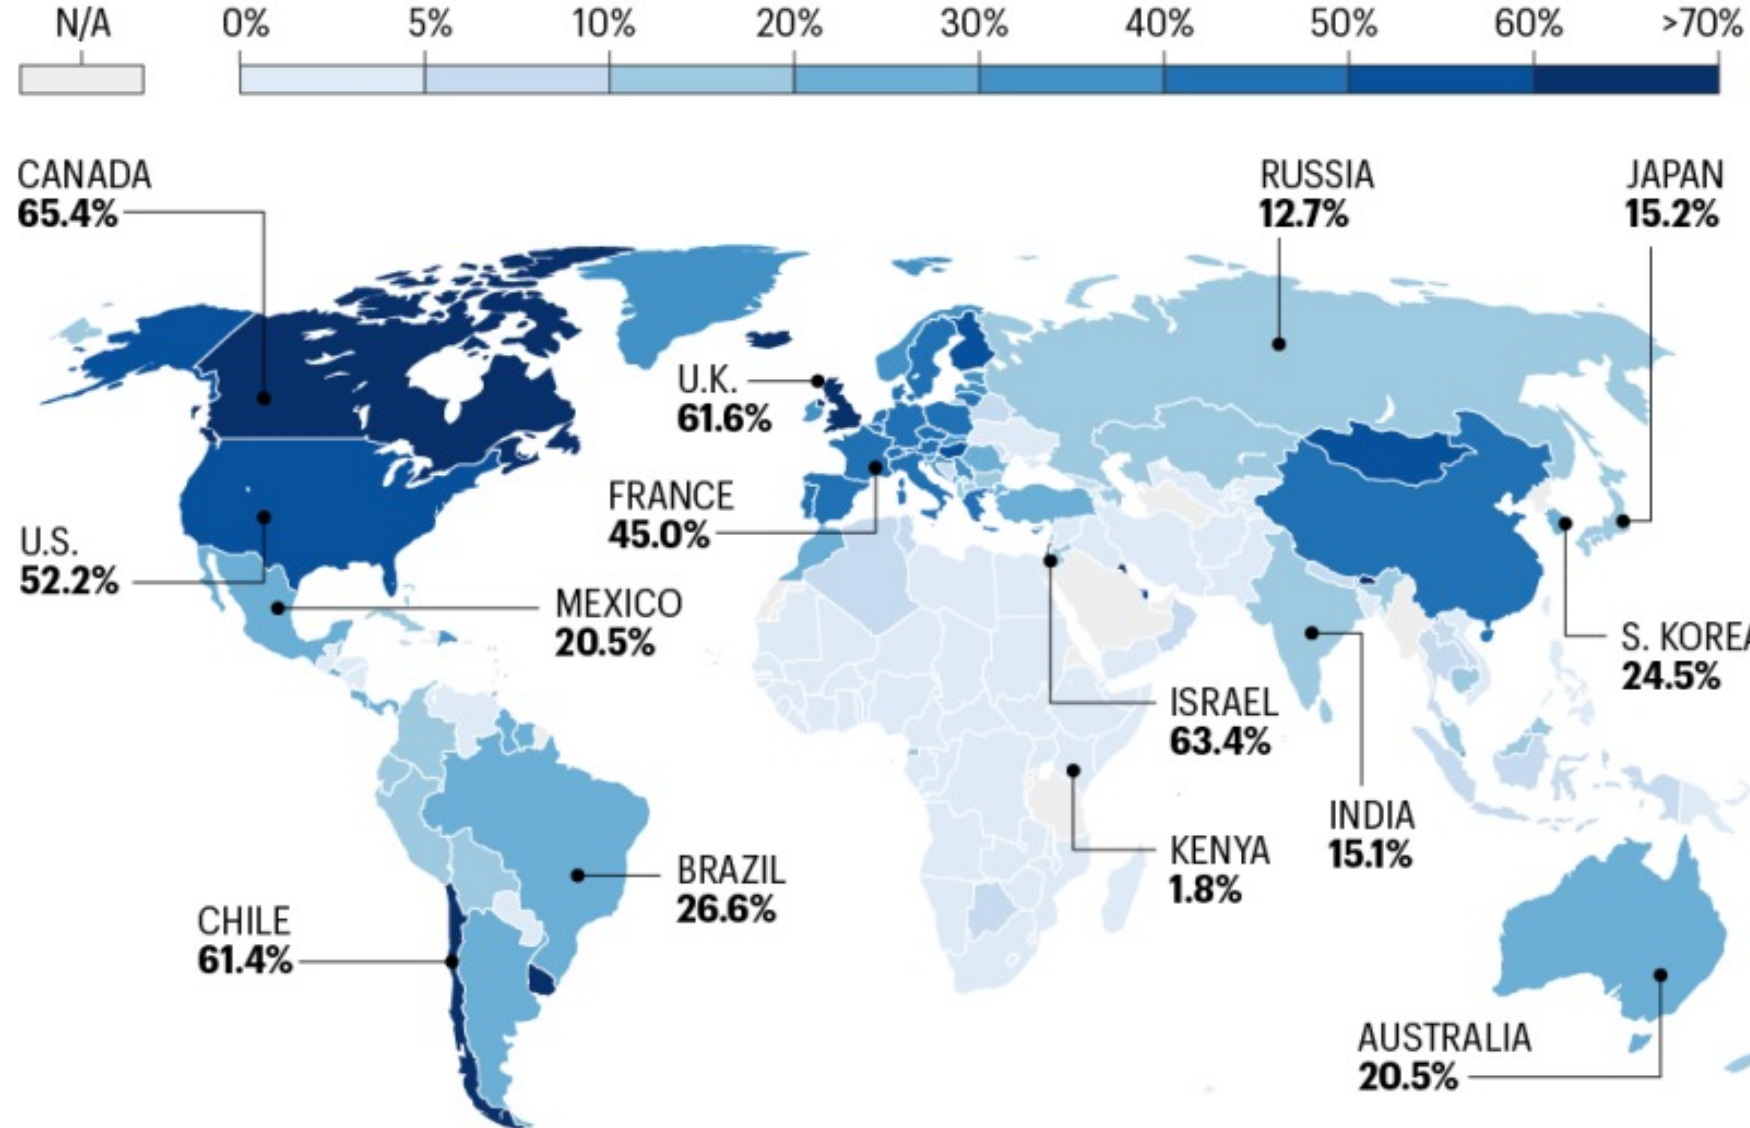 N/A 0% 5% 10% 20% 30% 40% 50% 60% >70%
CANADA
65.4%
RUSSIA
12.7%
JAPAN
15.2%
U.K.
61.6%
FRANCE
45.0%
U.S.
52.2%
MEXICO
20.5%
S. KOREA
24.5%
ISRAEL
63.4%
INDIA
15.1%
KENYA
1.8%
BRAZIL
26.6%
CHILE
61.4%
AUSTRALIA
20.5%